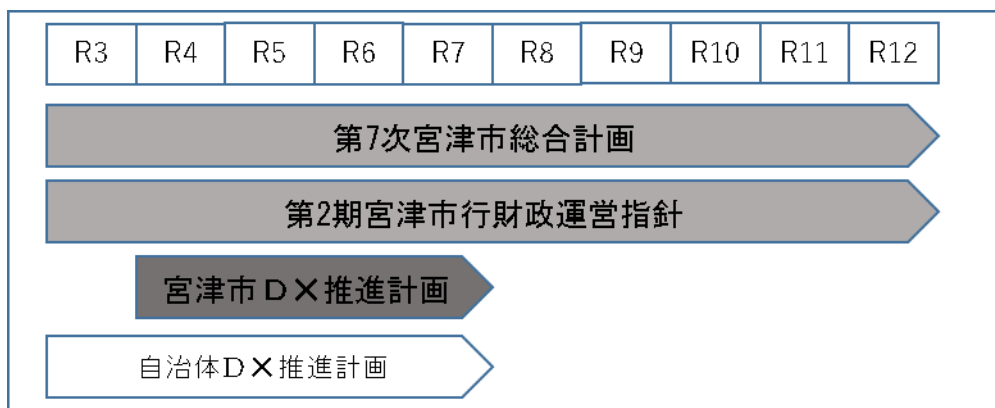 R3 R4 R5 R6 R7 R8 R9 R10 R11 R12
第7次宮津市総合計画
第2期宮津市行財政運営指針
宮津市ＤＸ推進計画
自治体ＤＸ推進計画